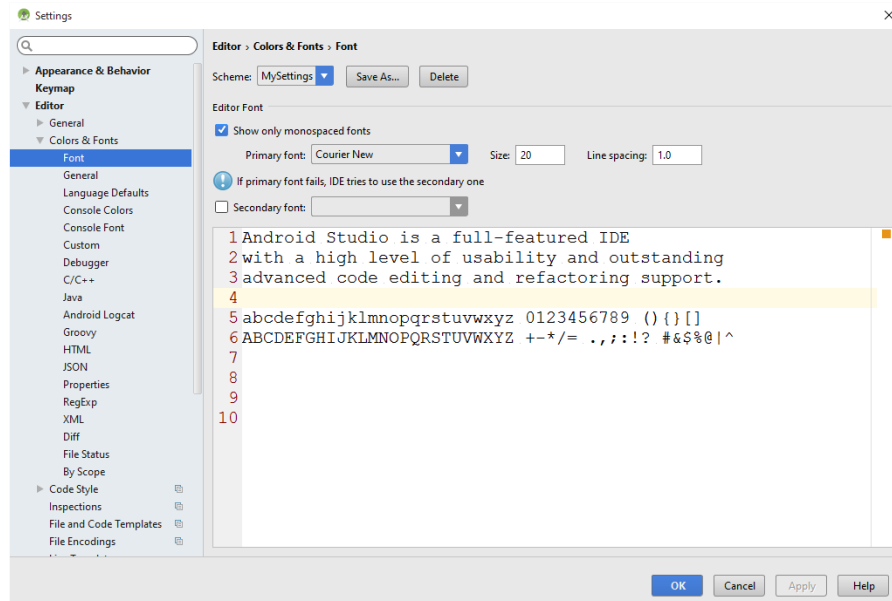 Settings
Editor › Colors & Fonts › Font
Appearance & Behavior
Keymap
Editor
General
Colors & Fonts
Font
General
Language Defaults
Console Colors
Console Font
Custom
Debugger
C/C++
Java
Android Logcat
Groovy
HTML
JSON
Properties
RegExp
XML
Diff
File Status
By Scope
Code Style
Inspections
File and Code Templates
File Encodings
Scheme: MySettings Save As... Delete
Editor Font
Show only monospaced fonts
Primary font: Courier New Size: 20 Line spacing: 1.0
If primary font fails, IDE tries to use the secondary one
Secondary font:
1 Android Studio is a full-featured IDE
2 with a high level of usability and outstanding
3 advanced code editing and refactoring support.
4
5 abcdefghijklmnopqrstuvwxyz 0123456789 (){}[]
6 ABCDEFGHIJKLMNOPQRSTUVWXYZ +-*/= .,;:!? #&$%@|^
7
8
9
10
OK Cancel Apply Help